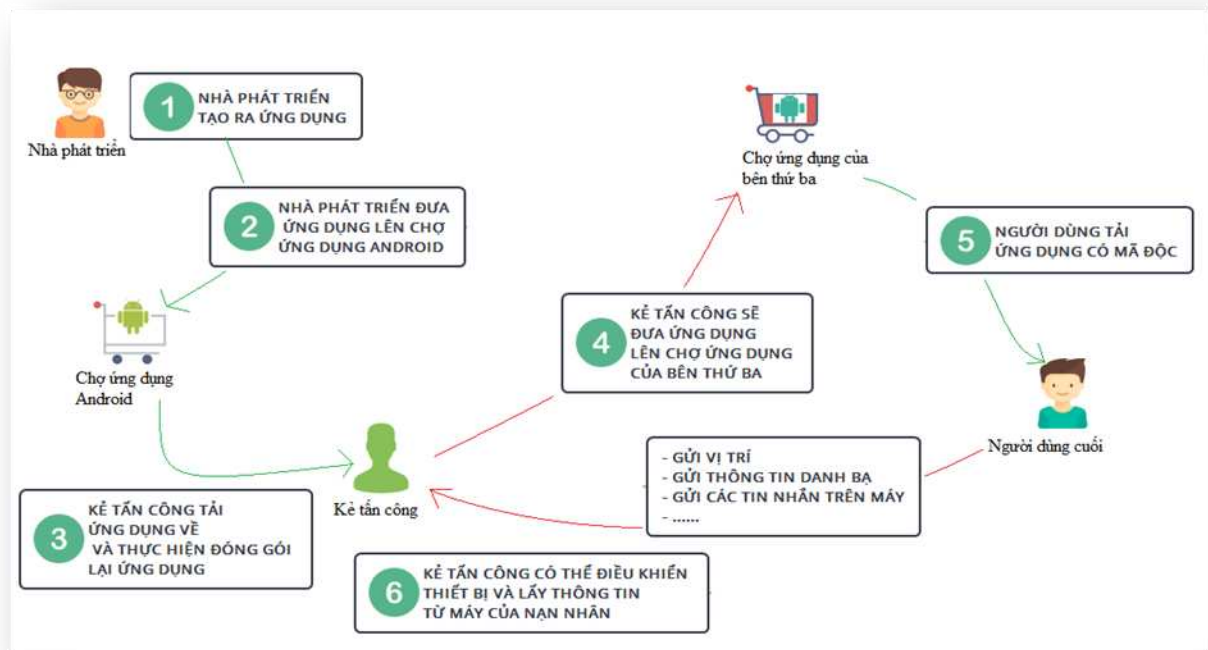 Nhà phát triển
1
NHÀ PHÁT TRIỂN
TẠO RA ỨNG DỤNG
2
NHÀ PHÁT TRIỂN ĐƯA
ỨNG DỤNG LÊN CHỢ
ỨNG DỤNG ANDROID
Chợ ứng dụng
Android
3
KẺ TẤN CÔNG TẢI
ỨNG DỤNG VỀ
VÀ THỰC HIỆN ĐÓNG GÓI
LẠI ỨNG DỤNG
Kẻ tấn công
4
KẺ TẤN CÔNG SẼ
ĐƯA ỨNG DỤNG
LÊN CHỢ ỨNG DỤNG
CỦA BÊN THỨ BA
Chợ ứng dụng của
bên thứ ba
5
NGƯỜI DÙNG TẢI
ỨNG DỤNG CÓ MÃ ĐỘC
Người dùng cuối
- GỬI VỊ TRÍ
- GỬI THÔNG TIN DANH BẠ
- GỬI CÁC TIN NHẮN TRÊN MÁY
- ......
6
KẺ TẤN CÔNG CÓ THỂ ĐIỀU KHIỂN
THIẾT BỊ VÀ LẤY THÔNG TIN
TỪ MÁY CỦA NẠN NHÂN